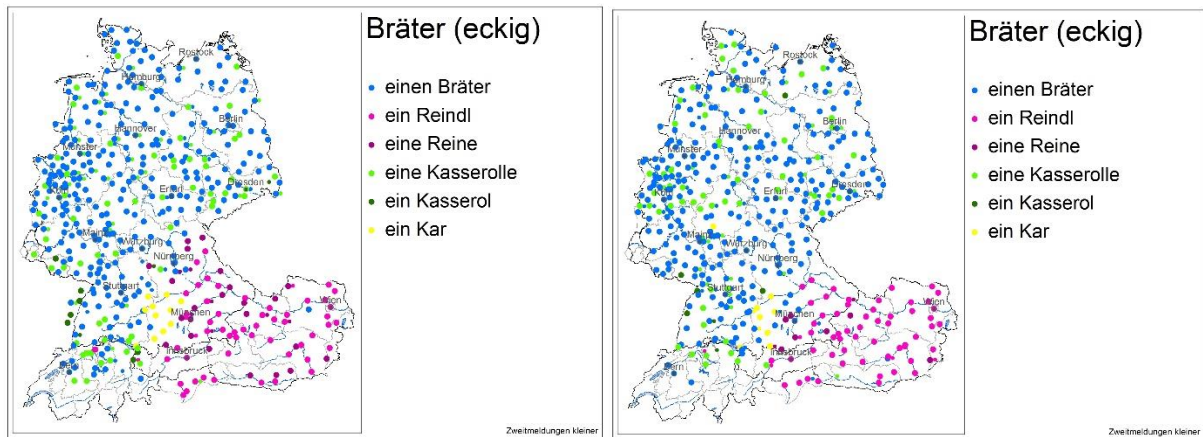 Bräter (eckig)
einen Bräter
ein Reindl
eine Reine
eine Kasserolle
ein Kasserol
ein Kar
Rostock
Hamburg
Berlin
Hannover
Münster
Köln
Erfurt
Dresden
Mainz
Würzburg
Nürnberg
Stuttgart
München
Wien
Innsbruck
Bern
Zweitmeldungen kleiner
Bräter (eckig)
einen Bräter
ein Reindl
eine Reine
eine Kasserolle
ein Kasserol
ein Kar
Rostock
Hamburg
Berlin
Hannover
Münster
Köln
Erfurt
Dresden
Mainz
Würzburg
Nürnberg
Stuttgart
München
Wien
Innsbruck
Bern
Zweitmeldungen kleiner